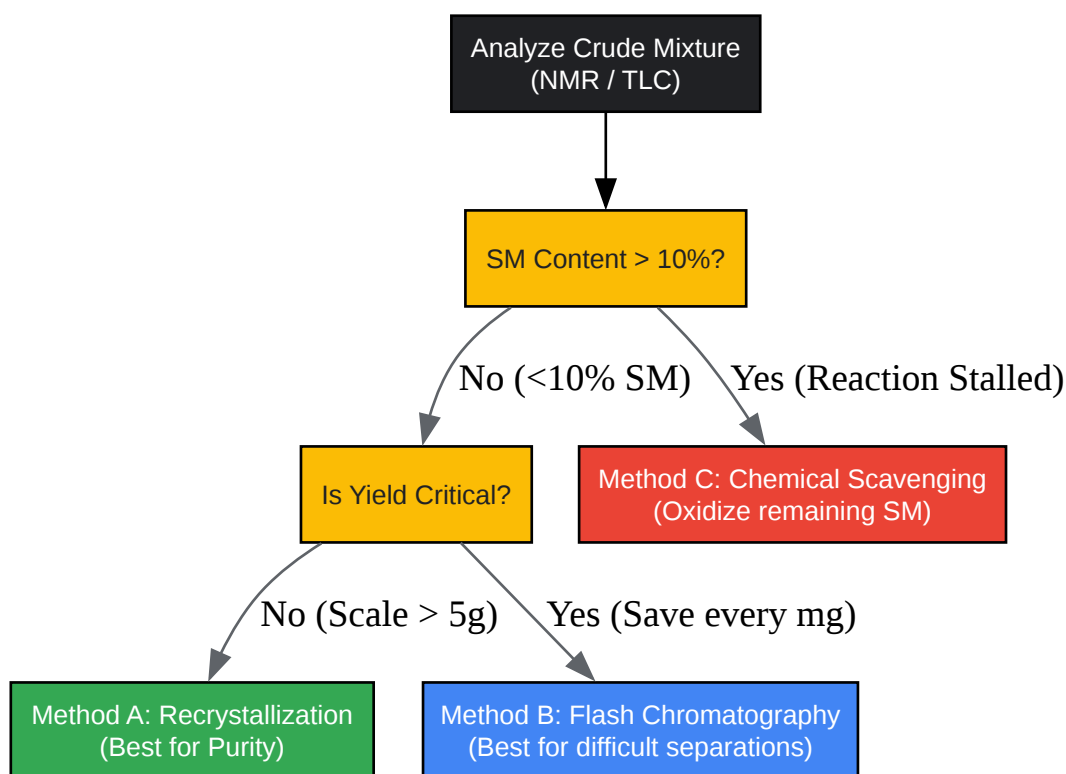 Analyze Crude Mixture
(NMR / TLC)
SM Content > 10%?
No (<10% SM)
Yes (Reaction Stalled)
Is Yield Critical?
Method C: Chemical Scavenging
(Oxidize remaining SM)
No (Scale > 5g)
Yes (Save every mg)
Method A: Recrystallization
(Best for Purity)
Method B: Flash Chromatography
(Best for difficult separations)